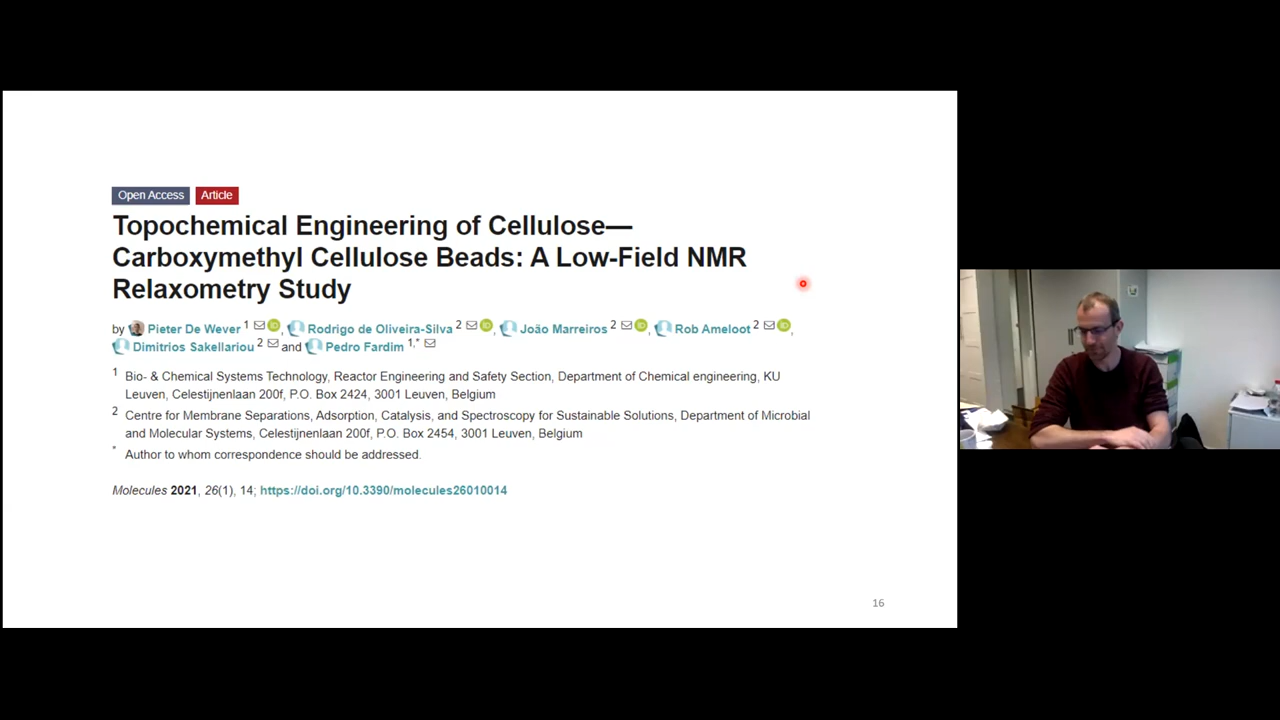 Open Access Article
Topochemical Engineering of Cellulose—
Carboxymethyl Cellulose Beads: A Low-Field NMR
Relaxometry Study
by Pieter De Wever 1 iD, Rodrigo de Oliveira-Silva 2 iD, João Marreiros 2 iD, Rob Ameloot 2 iD,
Dimitrios Sakellariou 2 and Pedro Fardim 1,*
1 Bio- & Chemical Systems Technology, Reactor Engineering and Safety Section, Department of Chemical engineering, KU
Leuven, Celestijnenlaan 200f, P.O. Box 2424, 3001 Leuven, Belgium
2 Centre for Membrane Separations, Adsorption, Catalysis, and Spectroscopy for Sustainable Solutions, Department of Microbial
and Molecular Systems, Celestijnenlaan 200f, P.O. Box 2454, 3001 Leuven, Belgium
* Author to whom correspondence should be addressed.
Molecules 2021, 26(1), 14; https://doi.org/10.3390/molecules26010014
16